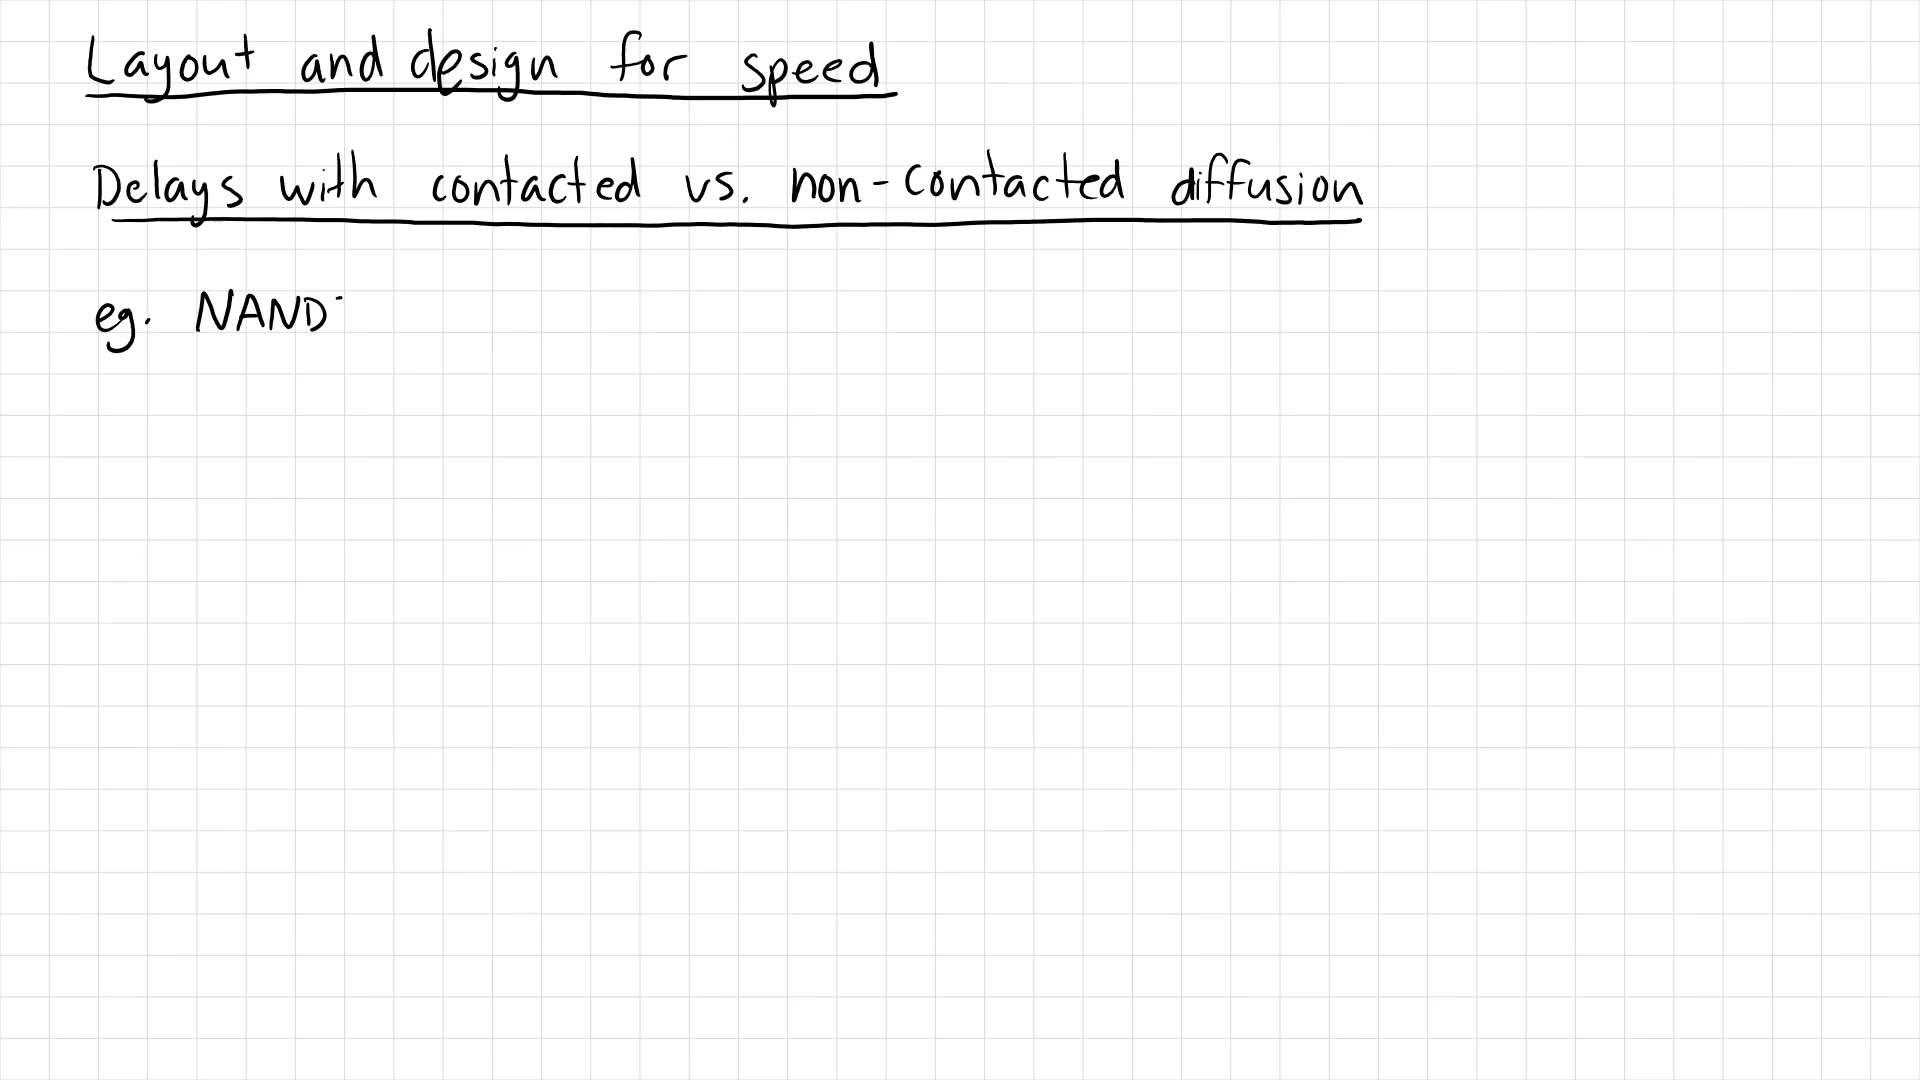 Layout and design for speed
Delays with contacted vs. non-contacted diffusion
eg. NAND